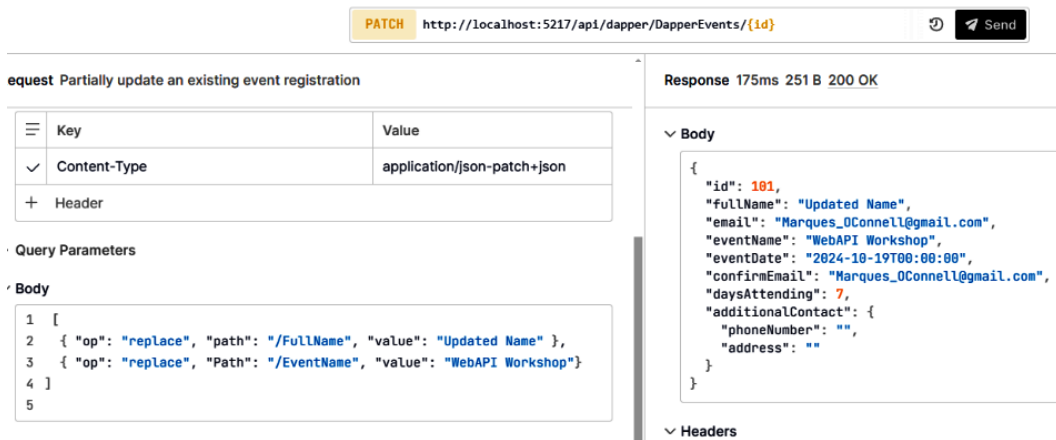 PATCH http://localhost:5217/api/dapper/DapperEvents/{id} Send
equest Partially update an existing event registration
Key Value
Content-Type application/json-patch+json
+ Header
Query Parameters
Body
1 [
2 { "op": "replace", "path": "/FullName", "value": "Updated Name" },
3 { "op": "replace", "Path": "/EventName", "value": "WebAPI Workshop"}
4 ]
5
Response 175ms 251 B 200 OK
Body
{
"id": 101,
"fullName": "Updated Name",
"email": "Marques_OConnell@gmail.com",
"eventName": "WebAPI Workshop",
"eventDate": "2024-10-19T00:00:00",
"confirmEmail": "Marques_OConnell@gmail.com",
"daysAttending": 7,
"additionalContact": {
"phoneNumber": "",
"address": ""
}
}
Headers